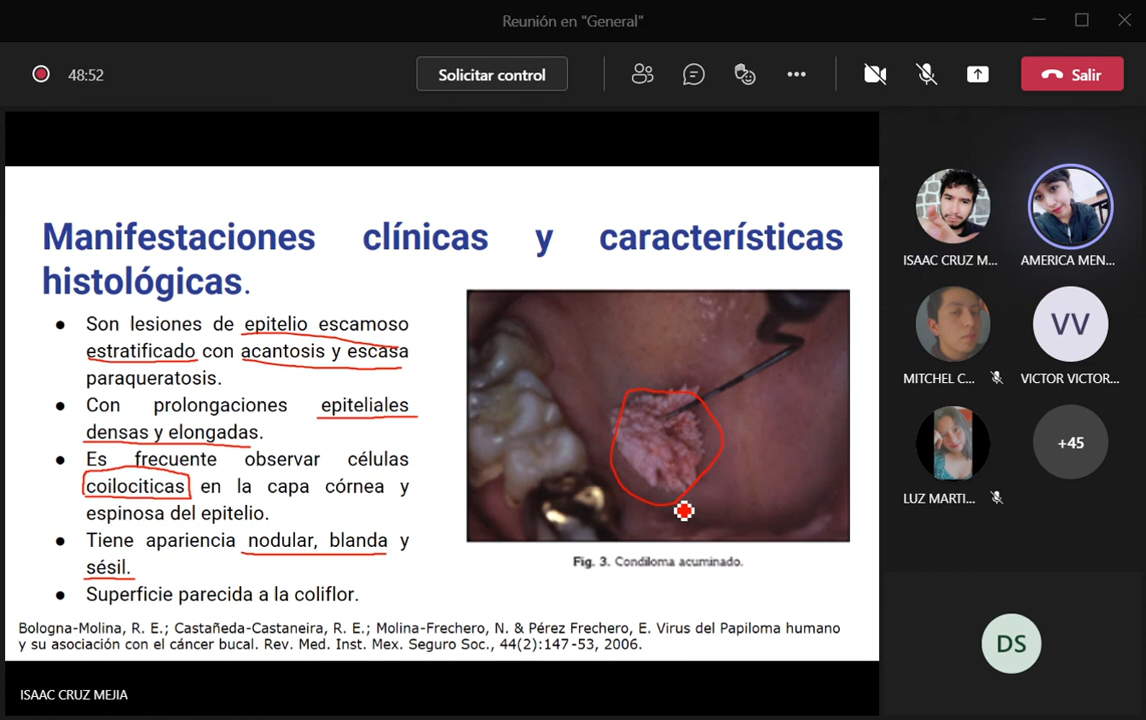 Reunión en "General"
48:52
Solicitar control
Salir
Manifestaciones clínicas y características
histológicas.
● Son lesiones de epitelio escamoso
estratificado con acantosis y escasa
paraqueratosis.
● Con prolongaciones epiteliales
densas y elongadas.
● Es frecuente observar células
coilociticas en la capa córnea y
espinosa del epitelio.
● Tiene apariencia nodular, blanda y
sésil.
● Superficie parecida a la coliflor.
Fig. 3. Condiloma acuminado.
Bologna-Molina, R. E.; Castañeda-Castaneira, R. E.; Molina-Frechero, N. & Pérez Frechero, E. Virus del Papiloma humano
y su asociación con el cáncer bucal. Rev. Med. Inst. Mex. Seguro Soc., 44(2):147-53, 2006.
ISAAC CRUZ MEJIA
ISAAC CRUZ M...
AMERICA MEN...
VV
MITCHEL C...
VICTOR VICTOR...
+45
LUZ MARTI...
DS